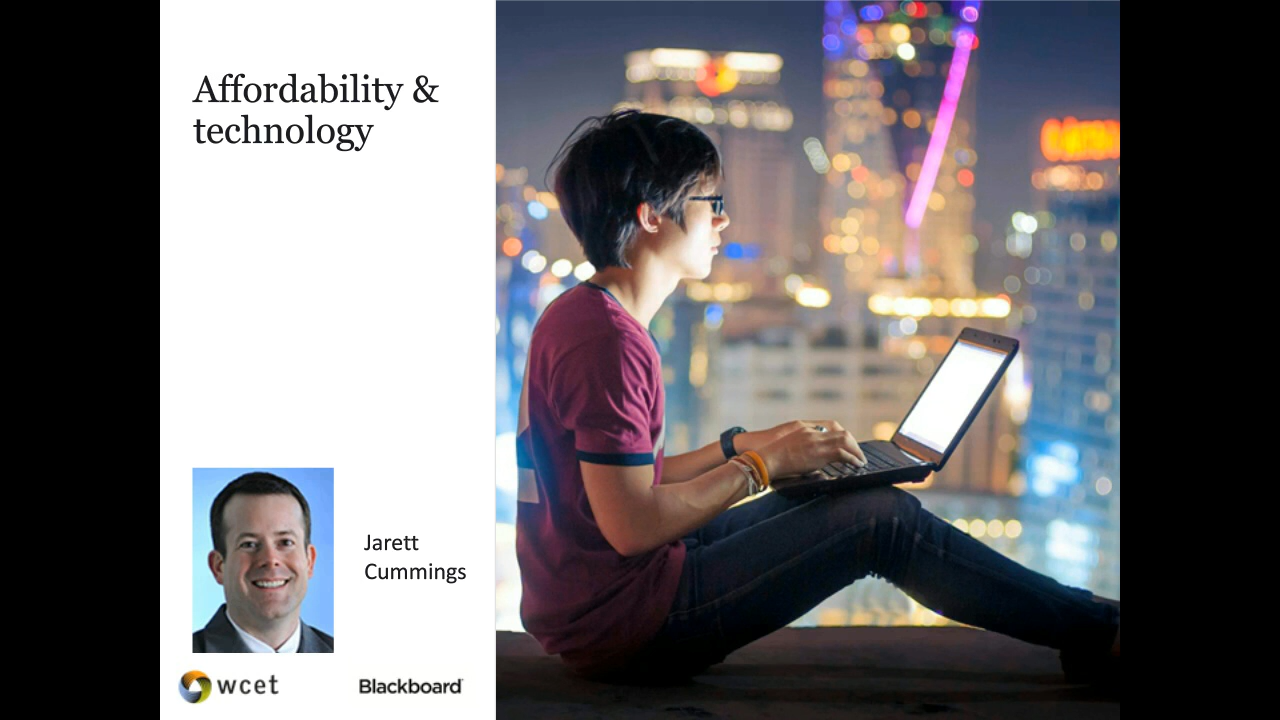 Affordability &
technology
Jarett
Cummings
wcet
Blackboard